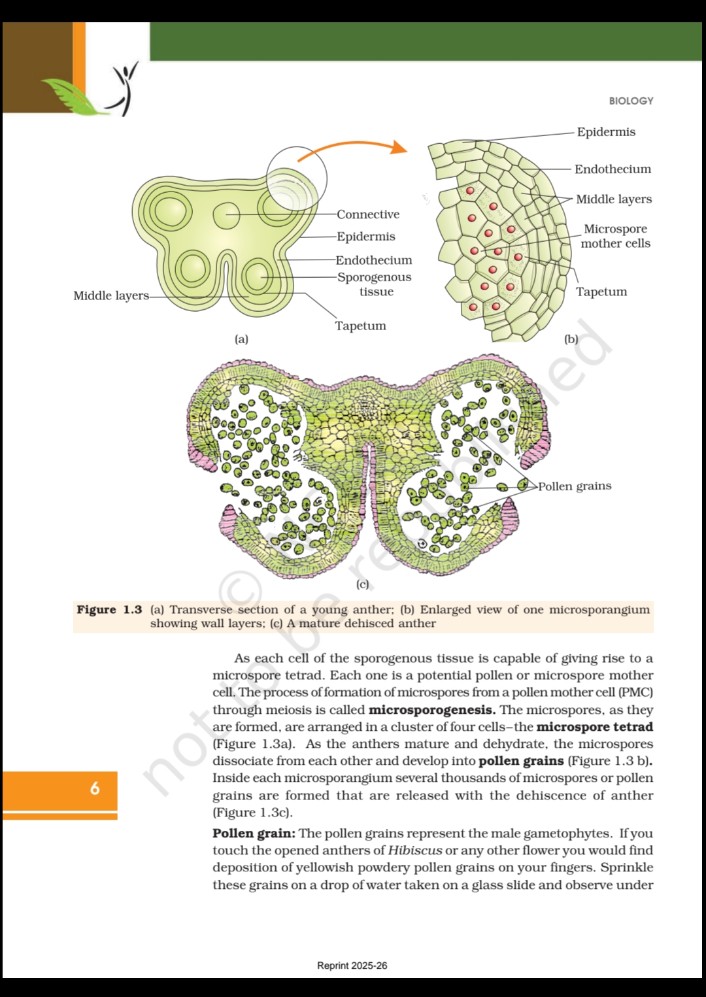 BIOLOGY
Epidermis
Endothecium
Middle layers
Microspore
mother cells
Tapetum
(b)
Connective
Epidermis
Endothecium
Sporogenous
tissue
Middle layers
Tapetum
(a)
Pollen grains
(c)
Figure 1.3 (a) Transverse section of a young anther; (b) Enlarged view of one microsporangium
showing wall layers; (c) A mature dehisced anther
As each cell of the sporogenous tissue is capable of giving rise to a
microspore tetrad. Each one is a potential pollen or microspore mother
cell. The process of formation of microspores from a pollen mother cell (PMC)
through meiosis is called microsporogenesis. The microspores, as they
are formed, are arranged in a cluster of four cells–the microspore tetrad
(Figure 1.3a). As the anthers mature and dehydrate, the microspores
dissociate from each other and develop into pollen grains (Figure 1.3 b).
Inside each microsporangium several thousands of microspores or pollen
grains are formed that are released with the dehiscence of anther
(Figure 1.3c).
Pollen grain: The pollen grains represent the male gametophytes. If you
touch the opened anthers of Hibiscus or any other flower you would find
deposition of yellowish powdery pollen grains on your fingers. Sprinkle
these grains on a drop of water taken on a glass slide and observe under
6
not to be republished
Reprint 2025-26